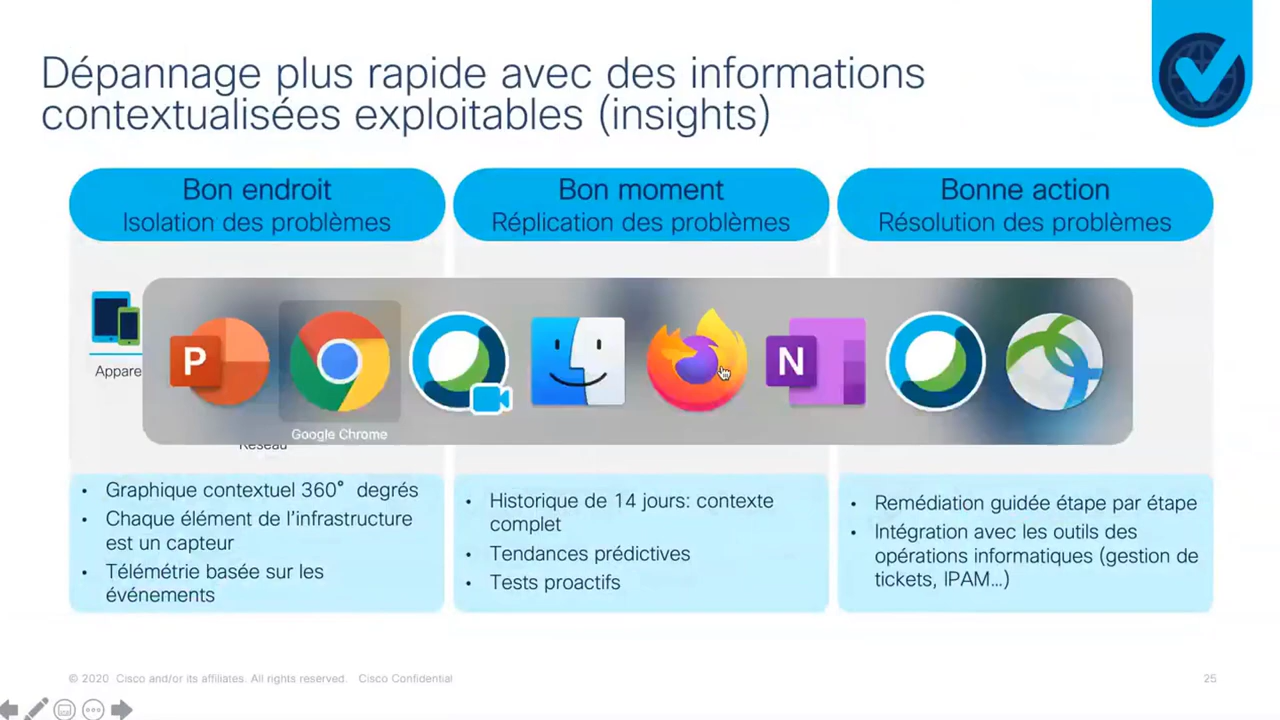 Dépannage plus rapide avec des informations
contextualisées exploitables (insights)
Bon endroit
Isolation des problèmes
Bon moment
Réplication des problèmes
Bonne action
Résolution des problèmes
Appare
P
N
Google Chrome
Réseau
• Graphique contextuel 360° degrés
• Chaque élément de l’infrastructure
est un capteur
• Télémétrie basée sur les
événements
• Historique de 14 jours: contexte
complet
• Tendances prédictives
• Tests proactifs
• Remédiation guidée étape par étape
• Intégration avec les outils des
opérations informatiques (gestion de
tickets, IPAM…)
© 2020 Cisco and/or its affiliates. All rights reserved. Cisco Confidential
25